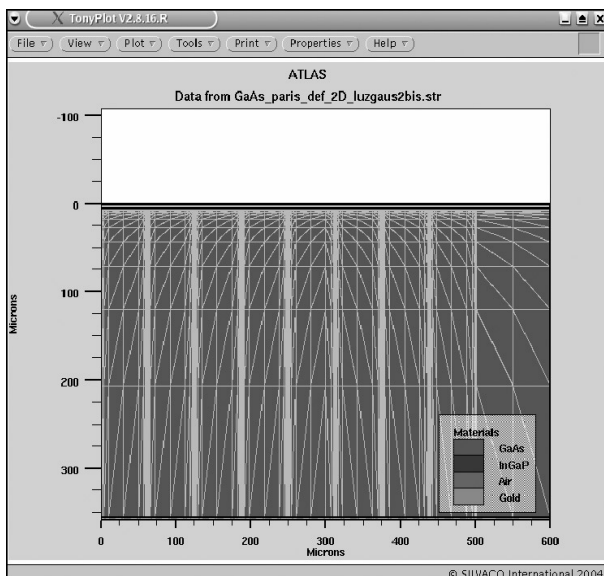 TonyPlot V2.8.16.R
File View Plot Tools Print Properties Help
ATLAS
Data from GaAs_paris_def_2D_luzgaus2bis.str
-100
0
100
200
300
Microns
Materials
GaAs
InGaP
Air
Gold
0 100 200 300 400 500 600
Microns
© SILVACO International 2004